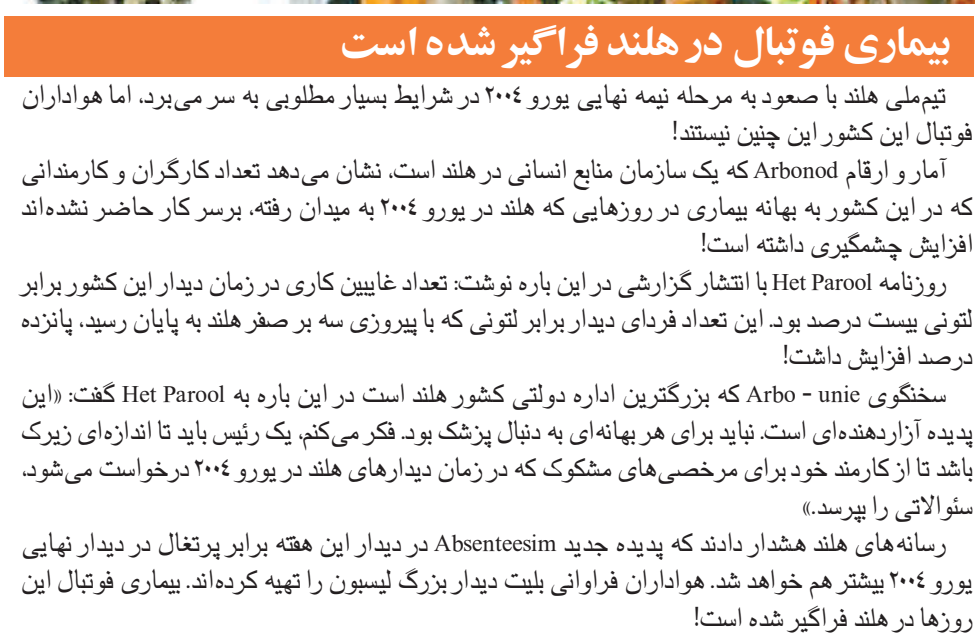 بیماری فوتبال در هلند فراگیر شده است
تیم‌ملی هلند با صعود به مرحله نیمه نهایی یورو ۲۰۰۴ در شرایط بسیار مطلوبی به سر می‌برد، اما هواداران
فوتبال این کشور این چنین نیستند!
آمار و ارقام Arbonod که یک سازمان منابع انسانی در هلند است، نشان می‌دهد تعداد کارگران و کارمندانی
که در این کشور به بهانه بیماری در روزهایی که هلند در یورو ۲۰۰۴ به میدان رفته، برسر کار حاضر نشده‌اند
افزایش چشمگیری داشته است!
روزنامه Het Parool با انتشار گزارشی در این باره نوشت: تعداد غایبین کاری در زمان دیدار این کشور برابر
لتونی بیست درصد بود. این تعداد فردای دیدار برابر لتونی که با پیروزی سه بر صفر هلند به پایان رسید، پانزده
درصد افزایش داشت!
سخنگوی Arbo - unie که بزرگترین اداره دولتی کشور هلند است در این باره به Het Parool گفت: «این
پدیده آزاردهنده‌ای است. نباید برای هر بهانه‌ای به دنبال پزشک بود. فکر می‌کنم، یک رئیس باید تا اندازه‌ای زیرک
باشد تا از کارمند خود برای مرخصی‌های مشکوک که در زمان دیدارهای هلند در یورو ۲۰۰۴ درخواست می‌شود،
سئوالاتی را بپرسد.»
رسانه‌های هلند هشدار دادند که پدیده جدید Absenteesim در دیدار این هفته برابر پرتغال در دیدار نهایی
یورو ۲۰۰۴ بیشتر هم خواهد شد. هواداران فراوانی بلیت دیدار بزرگ لیسبون را تهیه کرده‌اند. بیماری فوتبال این
روزها در هلند فراگیر شده است!